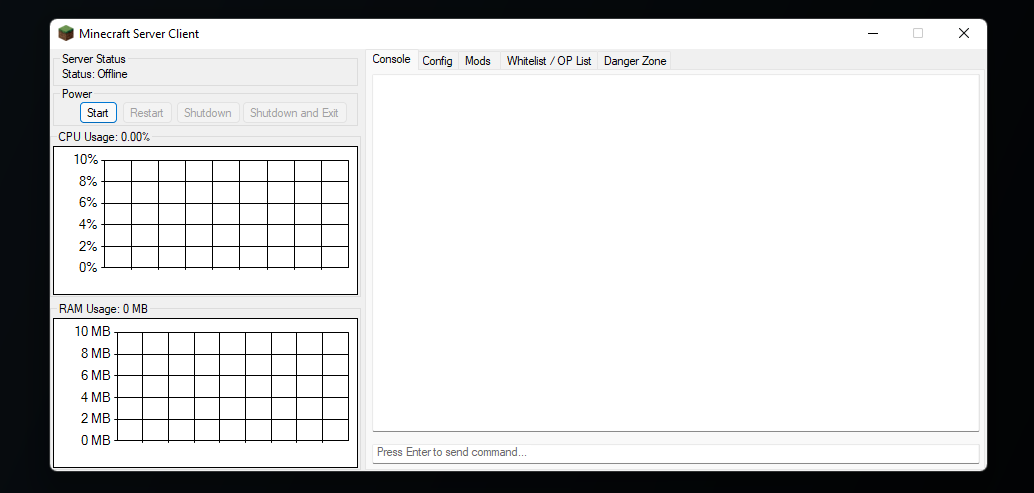 Minecraft Server Client
Server Status
Status: Offline
Power
Start Restart Shutdown Shutdown and Exit
CPU Usage: 0.00%
10%
8%
6%
4%
2%
0%
RAM Usage: 0 MB
10 MB
8 MB
6 MB
4 MB
2 MB
0 MB
Console Config Mods Whitelist / OP List Danger Zone
Press Enter to send command...